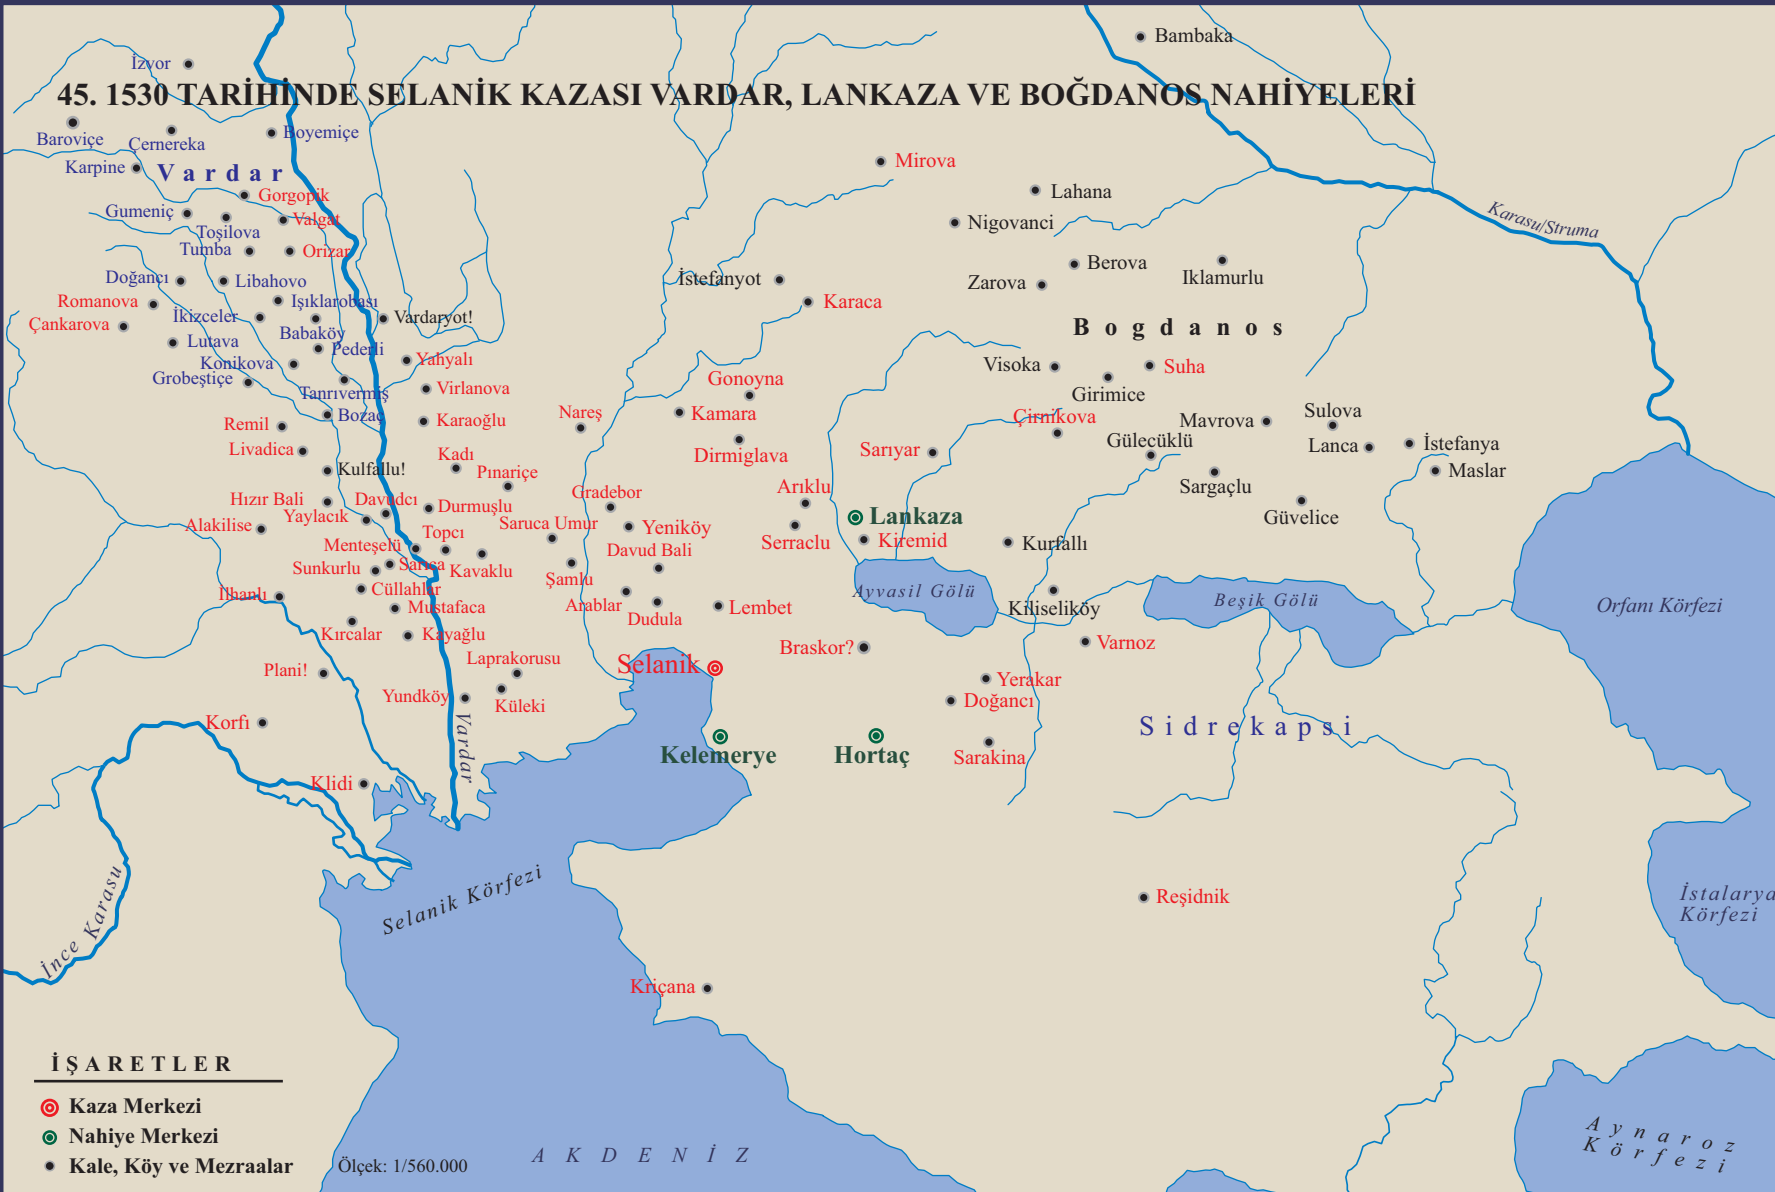 Bambaka
İzvor
45. 1530 TARİHİNDE SELANİK KAZASI VARDAR, LANKAZA VE BOĞDANOS NAHİYELERİ
Baroviçe
Çernereka
Boyemiçe
Karpine
Vardar
Mirova
Gorgopik
Lahana
Gumeniç
Valgat
Nigovanci
Karasu/Struma
Toşilova
Tumba
Orizar
Berova
Doğancı
Libahovo
İstefanyot
Zarova
Iklamurlu
Romanova
Işıklarobası
Karaca
Çankarova
İkizceler
Vardaryot!
Bogdanos
Babaköy
Lutava
Pederli
Konikova
Yahyalı
Visoka
Suha
Grobeştiçe
Gonoyna
Girimice
Tanrıvermiş
Virlanova
Bozaç
Nareş
Kamara
Çirnikova
Sulova
Remil
Karaoğlu
Mavrova
Gülecüklü
Lanca
İstefanya
Livadica
Kadı
Dirmiglava
Sarıyar
Kulfallu!
Pınariçe
Maslar
Sargaçlu
Arıklu
Gradebor
Hızır Bali
Davudcı
Durmuşlu
Lankaza
Güvelice
Yaylacık
Saruca Umur
Yeniköy
Alakilise
Topcı
Serraclu
Kiremid
Kurfallı
Menteşelü
Davud Bali
Sunkurlu
Sarıca
Kavaklu
Şamlu
Cüllahlar
Ayvasil Gölü
Beşik Gölü
İlhanlı
Mustafaca
Arablar
Lembet
Kiliseliköy
Orfanı Körfezi
Dudula
Kırcalar
Kayağlu
Braskor?
Varnoz
Laprakorusu
Selanik
Plani!
Yerakar
Yundköy
Küleki
Doğancı
Korfı
Vardar
Sidrekapsi
Kelemerye
Hortaç
Sarakina
Klidi
Selanik Körfezi
İnce Karasu
Reşidnik
İstalarya
Körfezi
Kriçana
İŞARETLER
Kaza Merkezi
Nahiye Merkezi
Kale, Köy ve Mezraalar
Ölçek: 1/560.000
AKDENİZ
Aynaroz
Körfezi